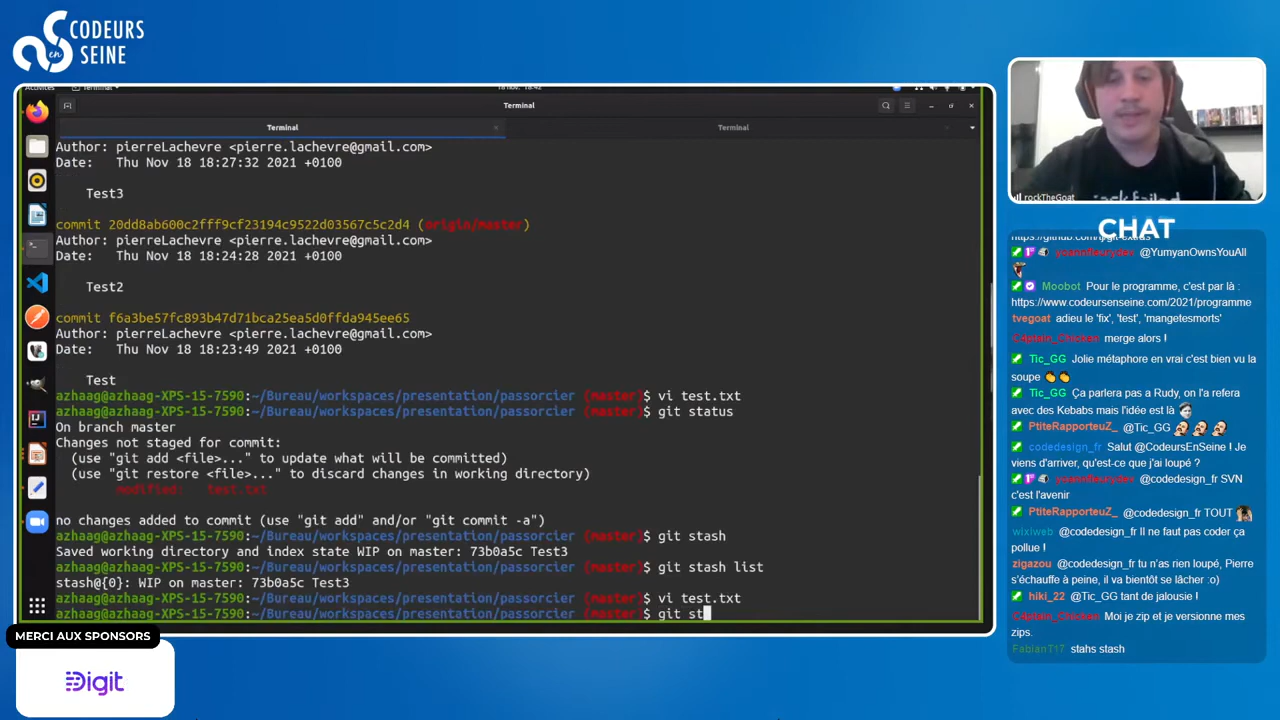 CODEURS
en
SEINE
Activités
Terminal
18 nov. 18:42
Terminal
Terminal
Terminal
Author: pierreLachevre <pierre.lachevre@gmail.com>
Date:   Thu Nov 18 18:27:32 2021 +0100
Test3
commit 20dd8ab600c2fff9cf23194c9522d03567c5c2d4 (origin/master)
Author: pierreLachevre <pierre.lachevre@gmail.com>
Date:   Thu Nov 18 18:24:28 2021 +0100
Test2
commit f6a3be57fc893b47d71bca25ea5d0ffda945ee65
Author: pierreLachevre <pierre.lachevre@gmail.com>
Date:   Thu Nov 18 18:23:49 2021 +0100
Test
azhaag@azhaag-XPS-15-7590:~/Bureau/workspaces/presentation/passorcier (master)$ vi test.txt
azhaag@azhaag-XPS-15-7590:~/Bureau/workspaces/presentation/passorcier (master)$ git status
On branch master
Changes not staged for commit:
(use "git add <file>..." to update what will be committed)
(use "git restore <file>..." to discard changes in working directory)
modified:   test.txt
no changes added to commit (use "git add" and/or "git commit -a")
azhaag@azhaag-XPS-15-7590:~/Bureau/workspaces/presentation/passorcier (master)$ git stash
Saved working directory and index state WIP on master: 73b0a5c Test3
azhaag@azhaag-XPS-15-7590:~/Bureau/workspaces/presentation/passorcier (master)$ git stash list
stash@{0}: WIP on master: 73b0a5c Test3
azhaag@azhaag-XPS-15-7590:~/Bureau/workspaces/presentation/passorcier (master)$ vi test.txt
azhaag@azhaag-XPS-15-7590:~/Bureau/workspaces/presentation/passorcier (master)$ git st
MERCI AUX SPONSORS
Digit
rockTheGoat
CHAT
@YumyanOwnsYouAll
Moobot Pour le programme, c'est par là :
https://www.codeursenseine.com/2021/programme
tvegoat adieu le 'fix', 'test', 'mangetesmorts'
Captain_Chicken merge alors !
Tic_GG Jolie métaphore en vrai c'est bien vu la
soupe
Tic_GG Ça parlera pas a Rudy, on l'a refera
avec des Kebabs mais l'idée est là
PtiteRapporteuZ_ @Tic_GG
codedesign_fr Salut @CodeursEnSeine ! Je
viens d'arriver, qu'est-ce que j'ai loupé ?
@codedesign_fr SVN
c'est l'avenir
PtiteRapporteuZ_ @codedesign_fr TOUT
wixiweb @codedesign_fr Il ne faut pas coder ça
pollue !
zigazou @codedesign_fr tu n'as rien loupé, Pierre
s'échauffe à peine, il va bientôt se lâcher :o)
hiki_22 @Tic_GG tant de jalousie !
Captain_Chicken Moi je zip et je versionne mes
zips.
FabianT17 stahs stash